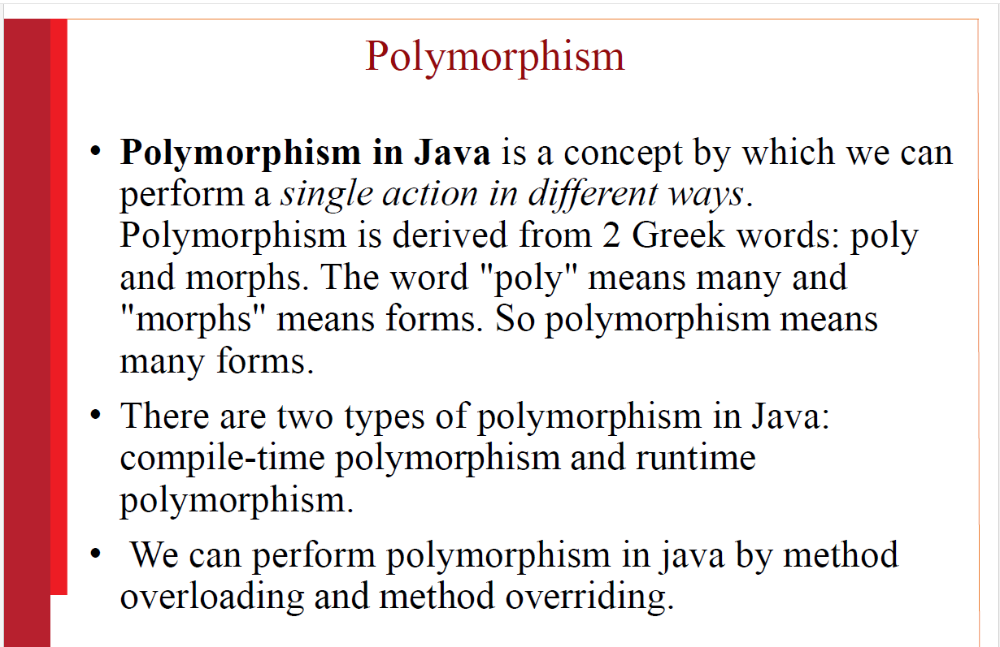 Polymorphism
• Polymorphism in Java is a concept by which we can
perform a single action in different ways.
Polymorphism is derived from 2 Greek words: poly
and morphs. The word "poly" means many and
"morphs" means forms. So polymorphism means
many forms.
• There are two types of polymorphism in Java:
compile-time polymorphism and runtime
polymorphism.
• We can perform polymorphism in java by method
overloading and method overriding.